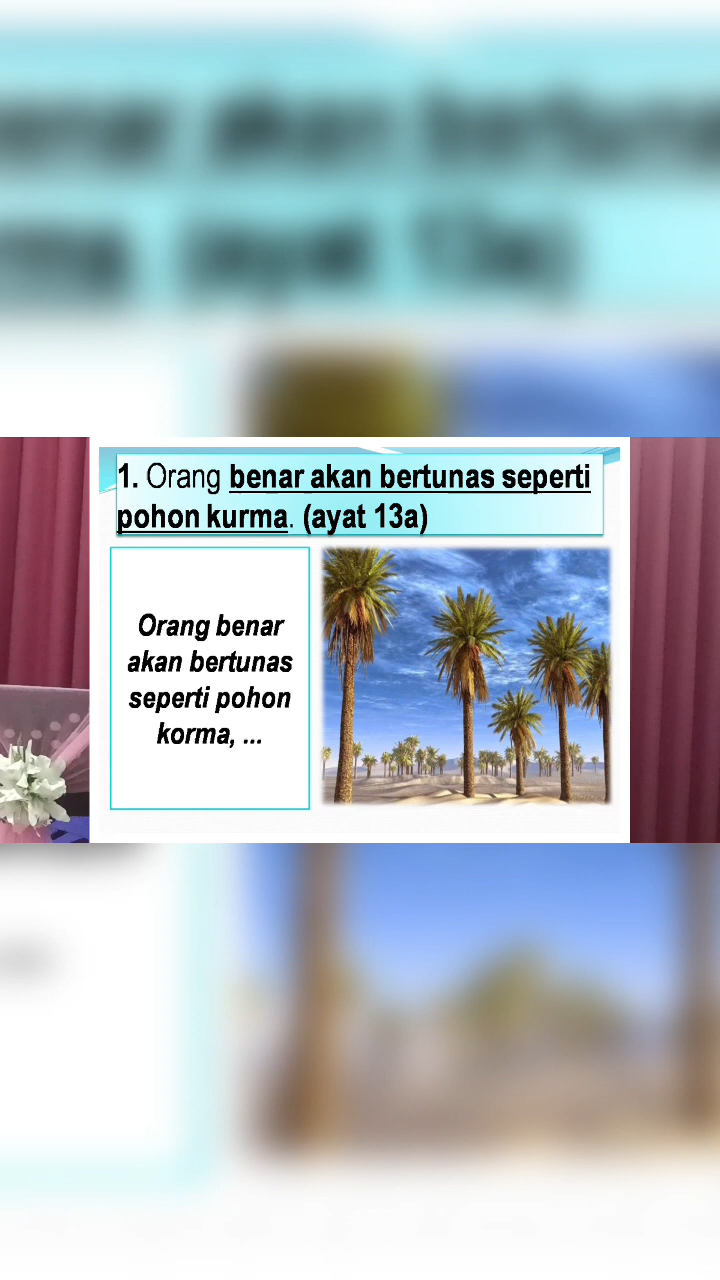 1. Orang benar akan bertunas seperti
pohon kurma. (ayat 13a)
Orang benar
akan bertunas
seperti pohon
korma, ...